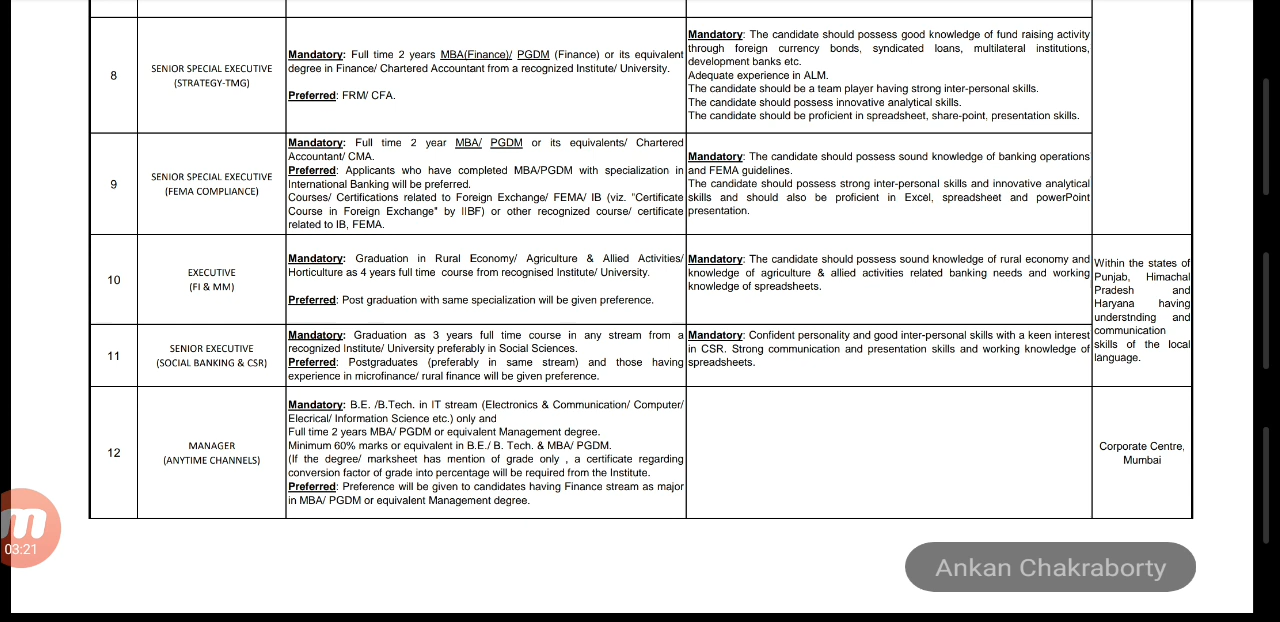 8
SENIOR SPECIAL EXECUTIVE
(STRATEGY-TMG)
Mandatory: Full time 2 years MBA(Finance)/ PGDM (Finance) or its equivalent
degree in Finance/ Chartered Accountant from a recognized Institute/ University.
Preferred: FRM/ CFA.
Mandatory: The candidate should possess good knowledge of fund raising activity
through foreign currency bonds, syndicated loans, multilateral institutions,
development banks etc.
Adequate experience in ALM.
The candidate should be a team player having strong inter-personal skills.
The candidate should possess innovative analytical skills.
The candidate should be proficient in spreadsheet, share-point, presentation skills.
9
SENIOR SPECIAL EXECUTIVE
(FEMA COMPLIANCE)
Mandatory: Full time 2 year MBA/ PGDM or its equivalents/ Chartered
Accountant/ CMA.
Preferred: Applicants who have completed MBA/PGDM with specialization in
International Banking will be preferred.
Courses/ Certifications related to Foreign Exchange/ FEMA/ IB (viz. "Certificate
Course in Foreign Exchange" by IIBF) or other recognized course/ certificate
related to IB, FEMA.
Mandatory: The candidate should possess sound knowledge of banking operations
and FEMA guidelines.
The candidate should possess strong inter-personal skills and innovative analytical
skills and should also be proficient in Excel, spreadsheet and powerPoint
presentation.
10
EXECUTIVE
(FI & MM)
Mandatory: Graduation in Rural Economy/ Agriculture & Allied Activities/
Horticulture as 4 years full time course from recognised Institute/ University.
Preferred: Post graduation with same specialization will be given preference.
Mandatory: The candidate should possess sound knowledge of rural economy and
knowledge of agriculture & allied activities related banking needs and working
knowledge of spreadsheets.
Within the states of
Punjab, Himachal
Pradesh and
Haryana having
understnding and
communication
skills of the local
language.
11
SENIOR EXECUTIVE
(SOCIAL BANKING & CSR)
Mandatory: Graduation as 3 years full time course in any stream from a
recognized Institute/ University preferably in Social Sciences.
Preferred: Postgraduates (preferably in same stream) and those having
experience in microfinance/ rural finance will be given preference.
Mandatory: Confident personality and good inter-personal skills with a keen interest
in CSR. Strong communication and presentation skills and working knowledge of
spreadsheets.
12
MANAGER
(ANYTIME CHANNELS)
Mandatory: B.E. /B.Tech. in IT stream (Electronics & Communication/ Computer/
Elecrical/ Information Science etc.) only and
Full time 2 years MBA/ PGDM or equivalent Management degree.
Minimum 60% marks or equivalent in B.E./ B. Tech. & MBA/ PGDM.
(If the degree/ marksheet has mention of grade only , a certificate regarding
conversion factor of grade into percentage will be required from the Institute.
Preferred: Preference will be given to candidates having Finance stream as major
in MBA/ PGDM or equivalent Management degree.
Corporate Centre,
Mumbai
03:21
Ankan Chakraborty